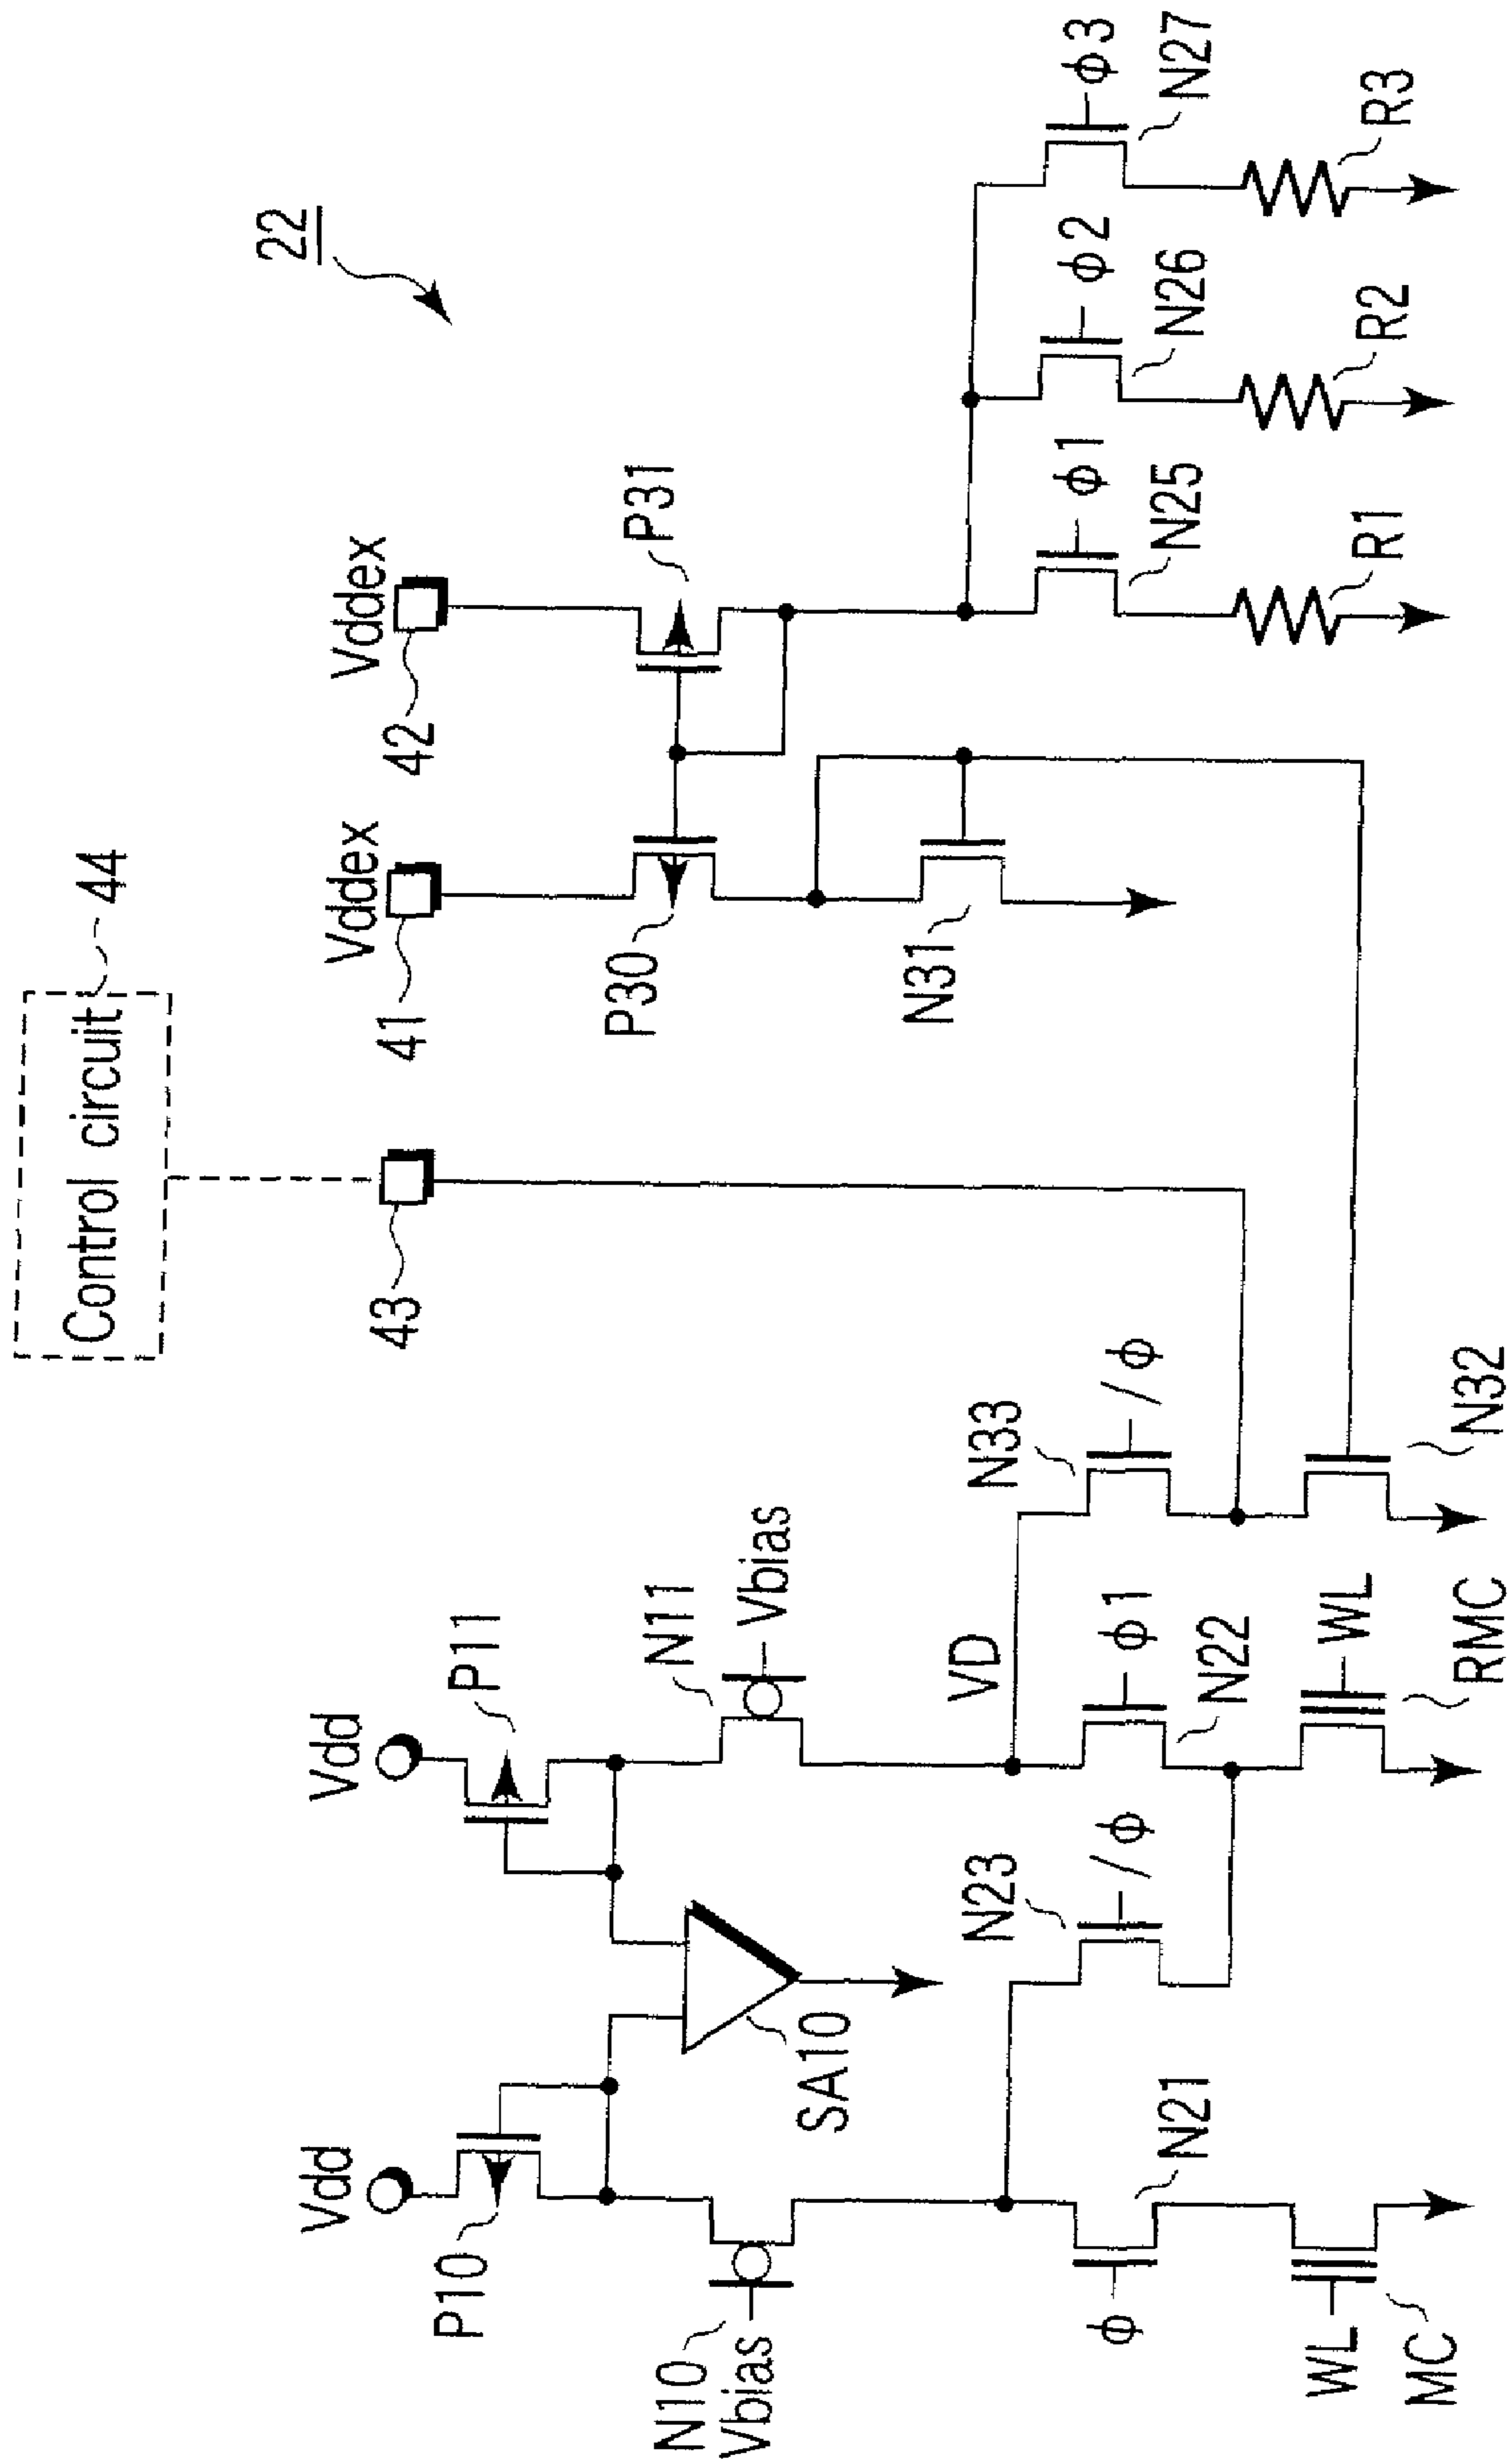 Control circuit
44
22
Vdd
Vdd
43
Vddex
41
Vddex
42
P10
P11
P30
P31
N10
Vbias
SA10
N11
Vbias
N23
/φ
VD
N33
/φ
N31
φ
N21
φ1
N22
φ1
N25
φ2
N26
φ3
N27
WL
MC
WL
RMC
N32
R1
R2
R3